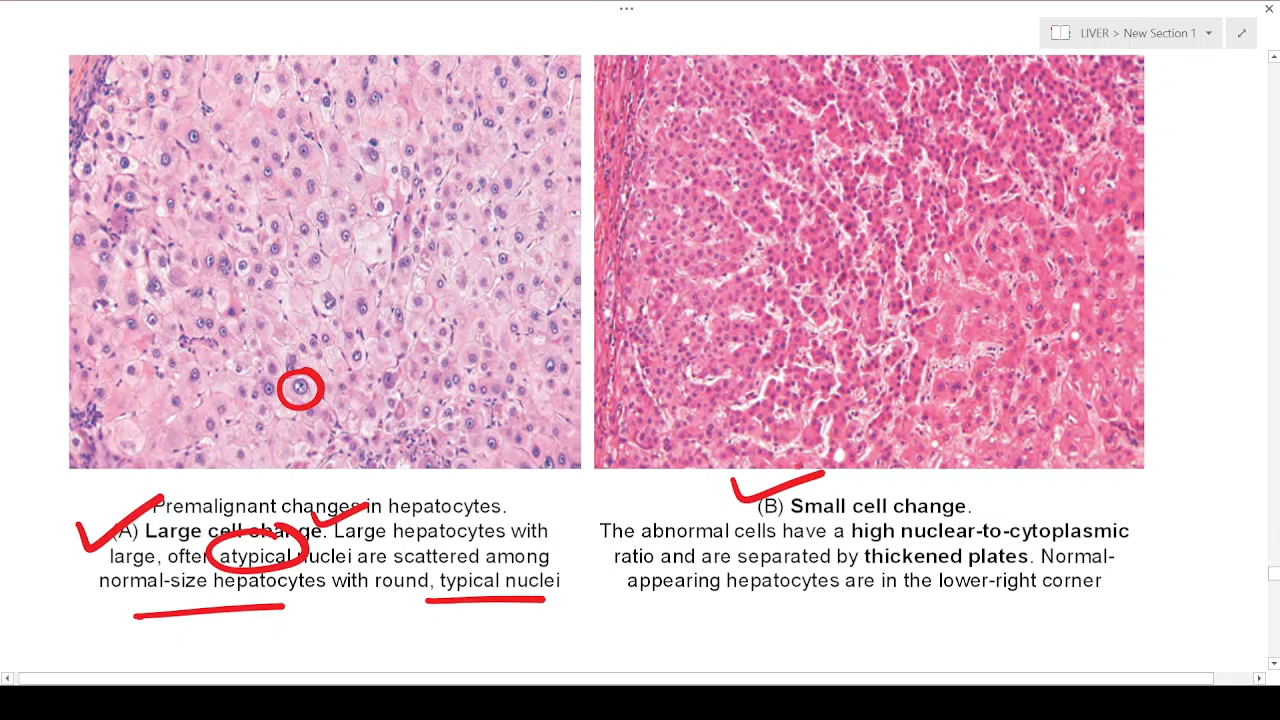 LIVER > New Section 1
Premalignant changes in hepatocytes.
(A) Large cell change. Large hepatocytes with
large, often atypical nuclei are scattered among
normal-size hepatocytes with round, typical nuclei
(B) Small cell change.
The abnormal cells have a high nuclear-to-cytoplasmic
ratio and are separated by thickened plates. Normal-
appearing hepatocytes are in the lower-right corner